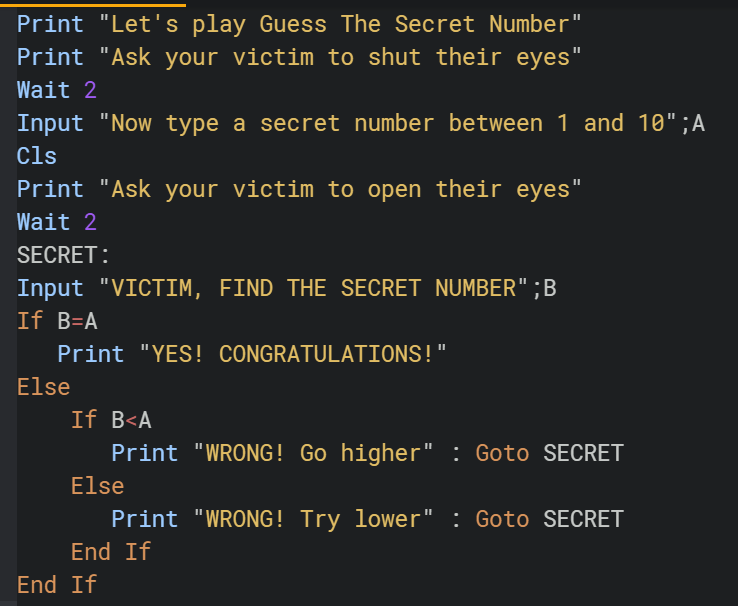 Print "Let's play Guess The Secret Number"
Print "Ask your victim to shut their eyes"
Wait 2
Input "Now type a secret number between 1 and 10";A
Cls
Print "Ask your victim to open their eyes"
Wait 2
SECRET:
Input "VICTIM, FIND THE SECRET NUMBER";B
If B=A
   Print "YES! CONGRATULATIONS!"
Else
    If B<A
       Print "WRONG! Go higher" : Goto SECRET
    Else
       Print "WRONG! Try lower" : Goto SECRET
    End If
End If